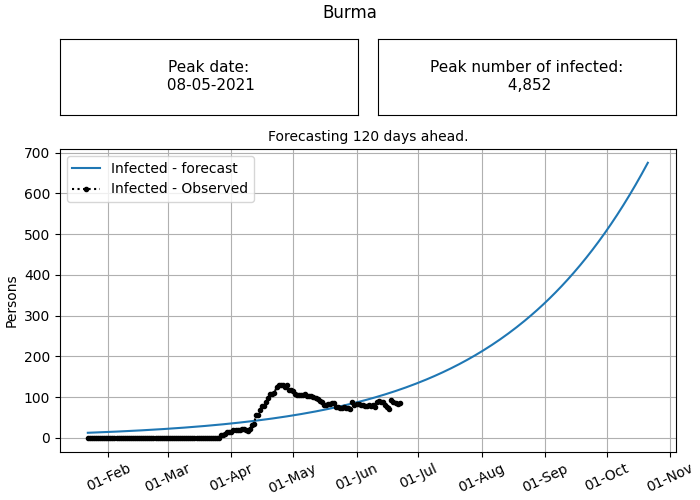 Burma
Peak date:
08-05-2021
Peak number of infected:
4,852
Forecasting 120 days ahead.
Infected - forecast
Infected - Observed
Persons
700
600
500
400
300
200
100
0
01-Feb
01-Mar
01-Apr
01-May
01-Jun
01-Jul
01-Aug
01-Sep
01-Oct
01-Nov